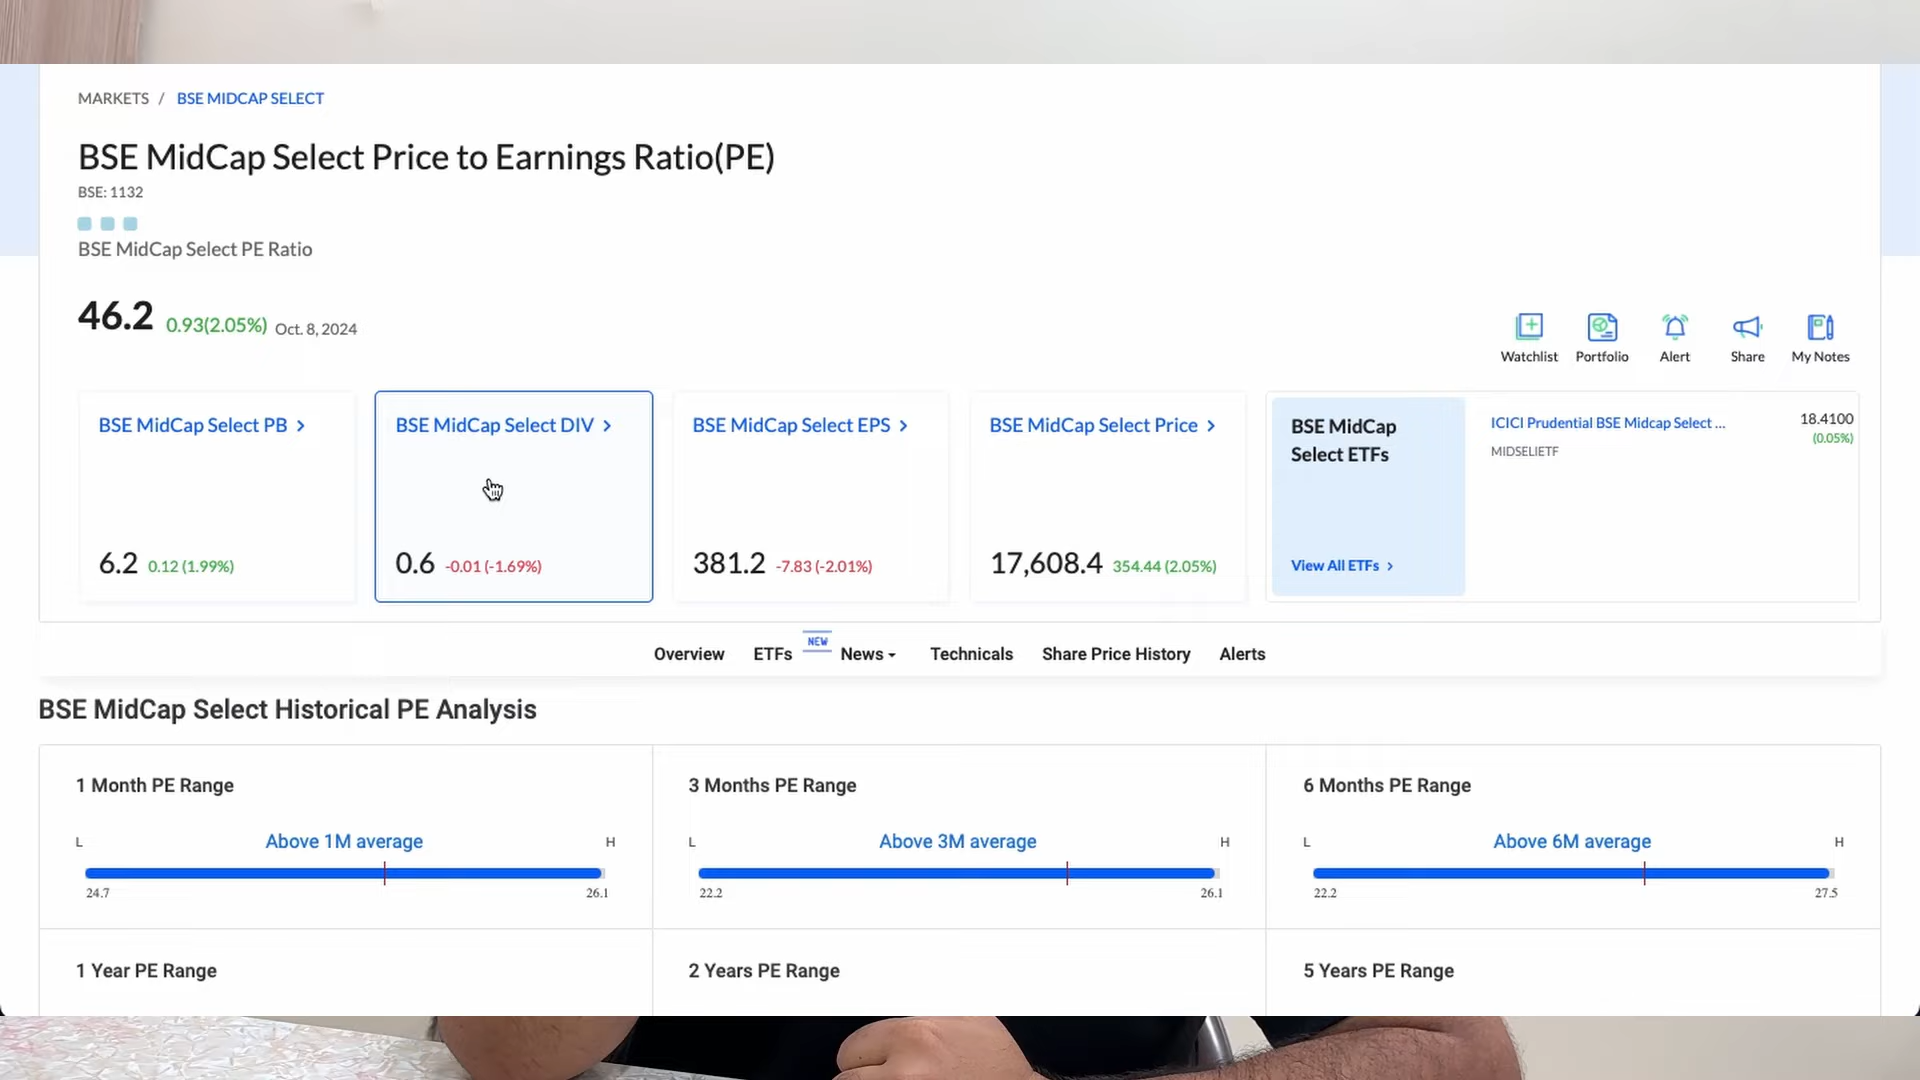 MARKETS / BSE MIDCAP SELECT
BSE MidCap Select Price to Earnings Ratio(PE)
BSE: 1132
BSE MidCap Select PE Ratio
46.2 0.93(2.05%) Oct. 8, 2024
Watchlist Portfolio Alert Share My Notes
BSE MidCap Select PB
6.2 0.12 (1.99%)
BSE MidCap Select DIV
0.6 -0.01 (-1.69%)
BSE MidCap Select EPS
381.2 -7.83 (-2.01%)
BSE MidCap Select Price
17,608.4 354.44 (2.05%)
BSE MidCap
Select ETFs
View All ETFs
ICICI Prudential BSE Midcap Select ... 18.4100
(0.05%)
MIDSELIETF
Overview ETFs NEW News Technicals Share Price History Alerts
BSE MidCap Select Historical PE Analysis
1 Month PE Range
L Above 1M average H
24.7 26.1
3 Months PE Range
L Above 3M average H
22.2 26.1
6 Months PE Range
L Above 6M average H
22.2 27.5
1 Year PE Range
2 Years PE Range
5 Years PE Range